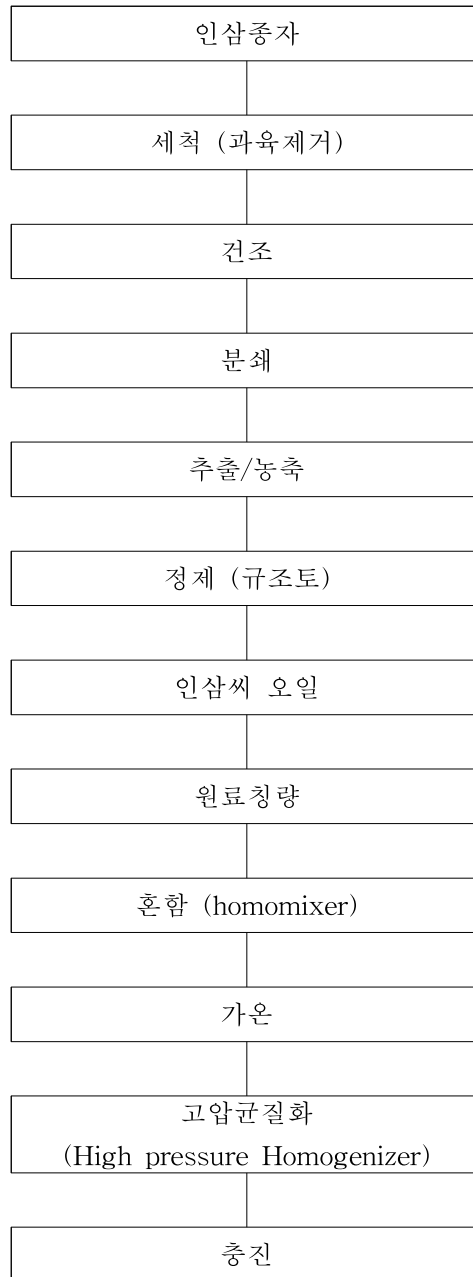 인삼종자
세척 (과육제거)
건조
분쇄
추출/농축
정제 (규조토)
인삼씨 오일
원료칭량
혼함 (homomixer)
가온
고압균질화
(High pressure Homogenizer)
충진